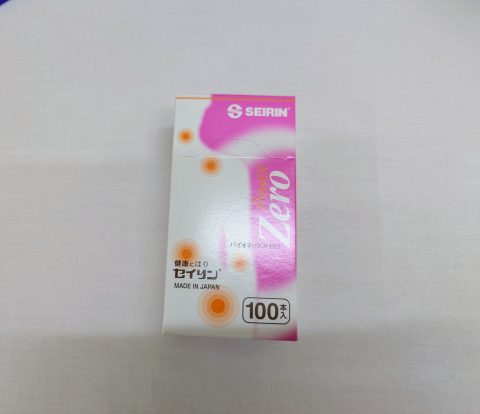 SEIRIN
Zero
パイオネックス・ゼロ
健康とはり
セイリン
MADE IN JAPAN
100本入